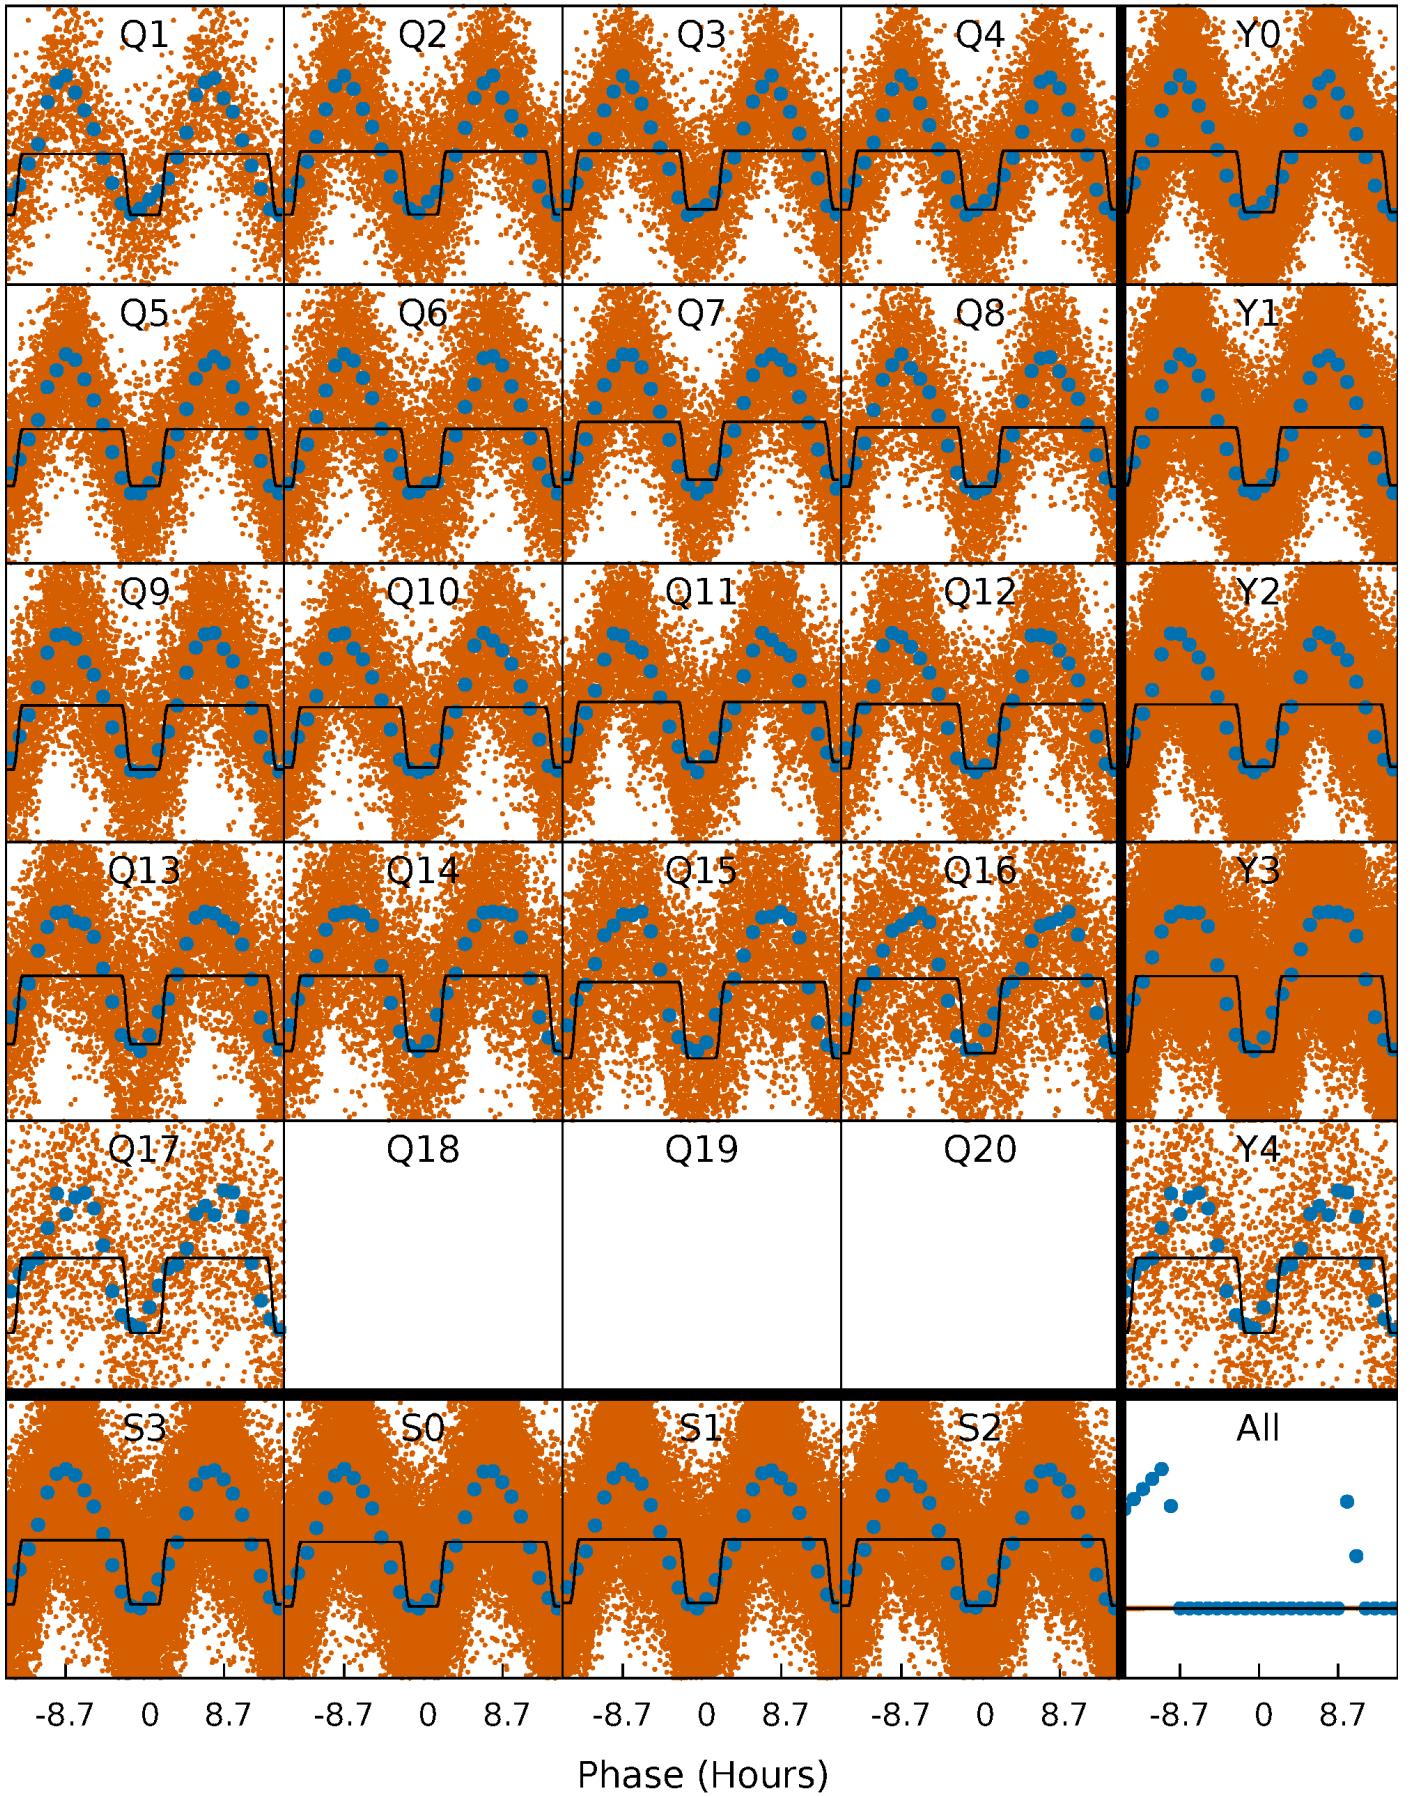 Q1 Q2 Q3 Q4 Y0
Q5 Q6 Q7 Q8 Y1
Q9 Q10 Q11 Q12 Y2
Q13 Q14 Q15 Q16 Y3
Q17 Q18 Q19 Q20 Y4
S3 S0 S1 S2 All
-8.7 0 8.7 -8.7 0 8.7 -8.7 0 8.7 -8.7 0 8.7 -8.7 0 8.7
Phase (Hours)